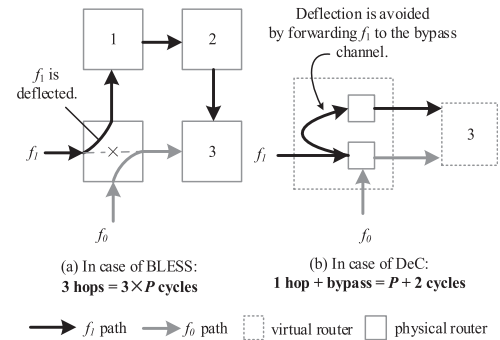 1
2
3
f₁ is
deflected.
f₁
f₀
Deflection is avoided
by forwarding f₁ to the bypass
channel.
3
f₁
f₀
(a) In case of BLESS:
3 hops = 3×P cycles
(b) In case of DeC:
1 hop + bypass = P + 2 cycles
f₁ path
f₀ path
virtual router
physical router